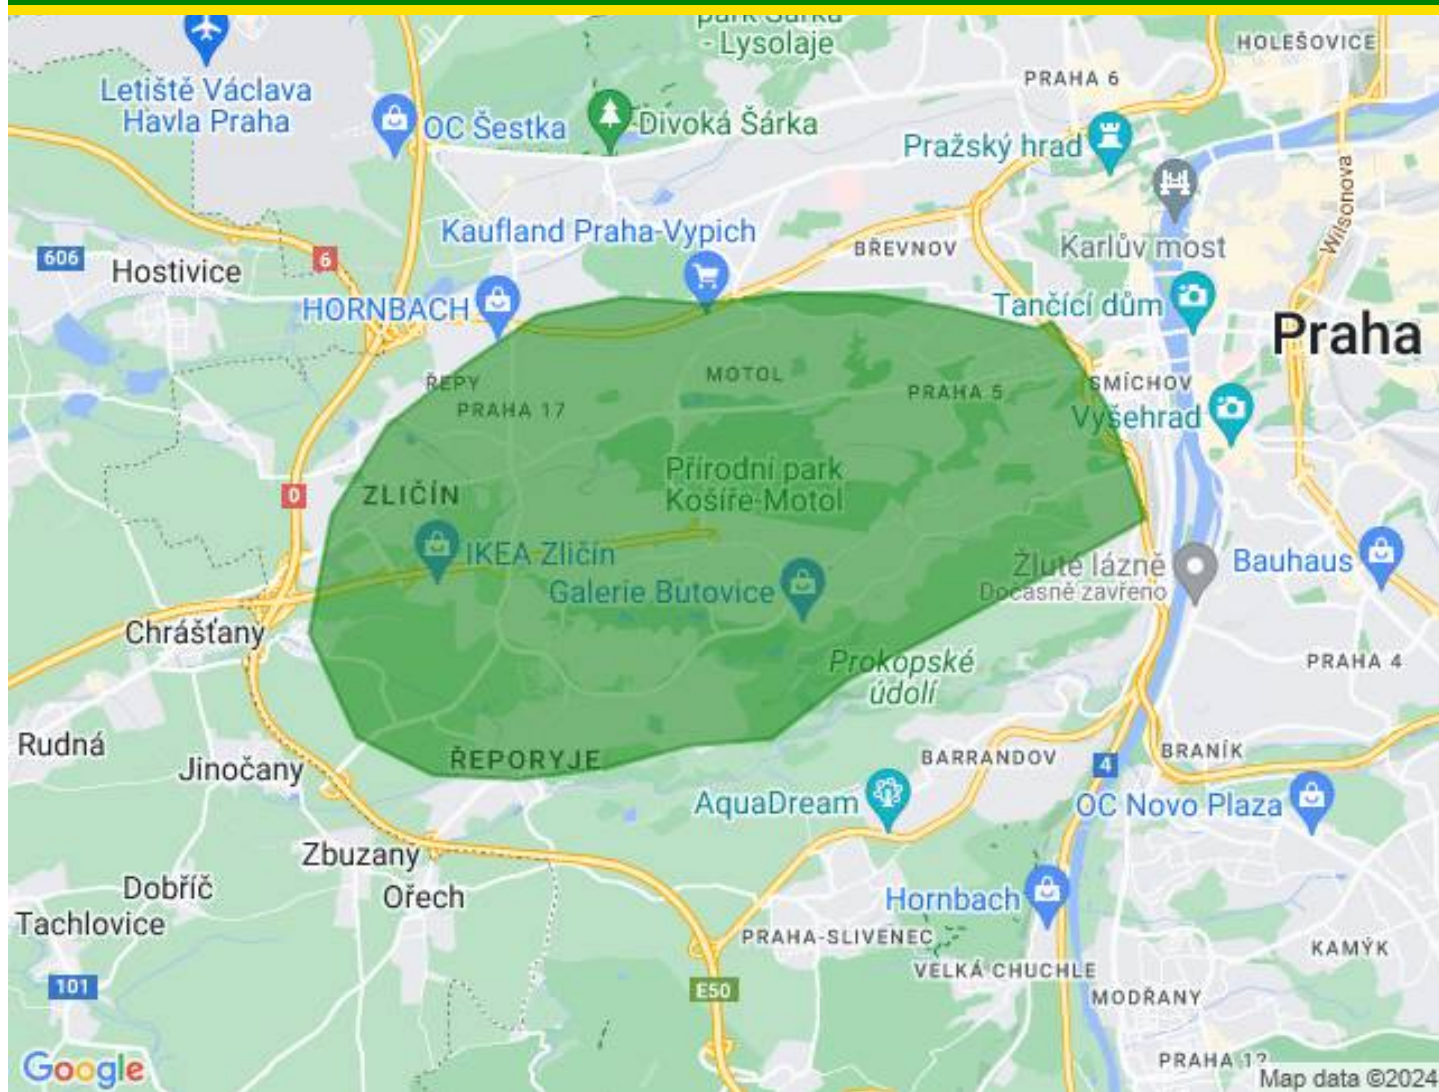 park Šárka
- Lysolaje
HOLEŠOVICE
PRAHA 6
Letiště Václava
Havla Praha
OC Šestka
Divoká Šárka
Pražský hrad
Wilsonova
Kaufland Praha-Vypich
BŘEVNOV
Karlův most
606
6
Hostivice
HORNBACH
Tančící dům
Praha
ŘEPY
MOTOL
PRAHA 17
PRAHA 5
SMÍCHOV
Vyšehrad
Přírodní park
Košíře-Motol
0
ZLIČÍN
IKEA Zličín
Galerie Butovice
Žluté lázně
Dočasně zavřeno
Bauhaus
Chrášťany
Prokopské
údolí
PRAHA 4
Rudná
Jinočany
ŘEPORYJE
BARRANDOV
4
BRANÍK
AquaDream
OC Novo Plaza
Zbuzany
Dobříč
Ořech
Tachlovice
Hornbach
PRAHA-SLIVENEC
KAMÝK
VELKÁ CHUCHLE
101
E50
MODŘANY
Google
PRAHA 12
Map data ©2024